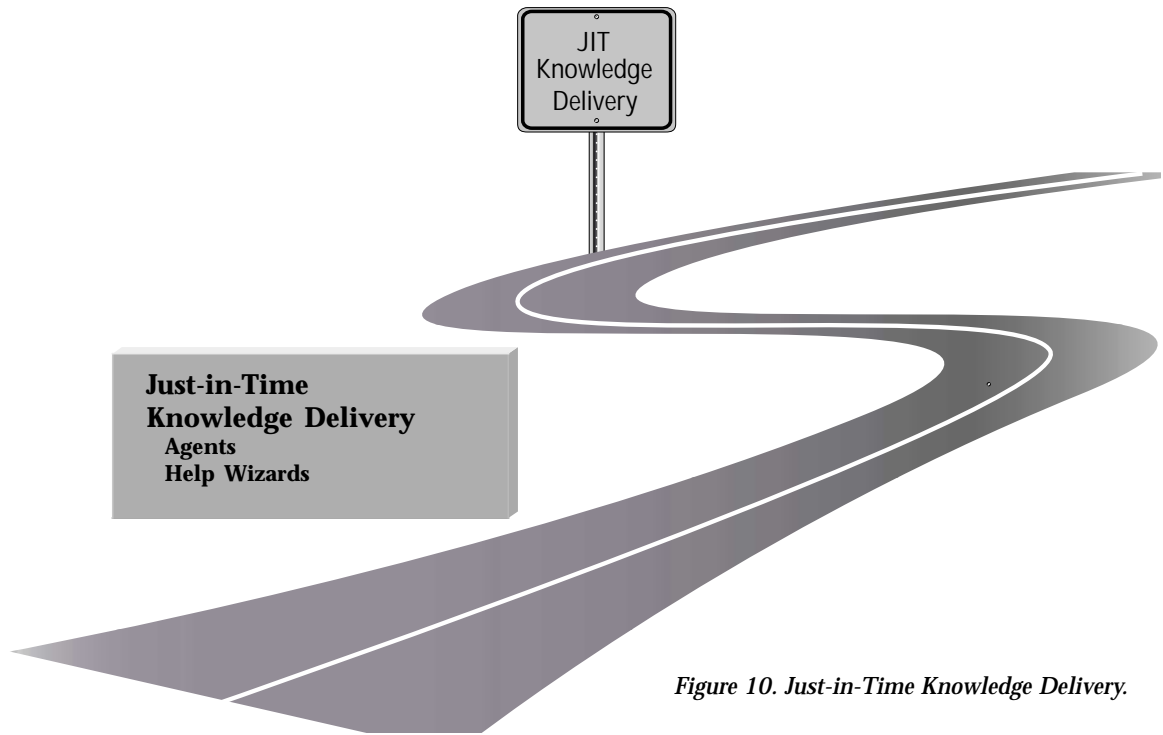 JIT
Knowledge
Delivery
Just-in-Time
Knowledge Delivery
Agents
Help Wizards
Figure 10. Just-in-Time Knowledge Delivery.